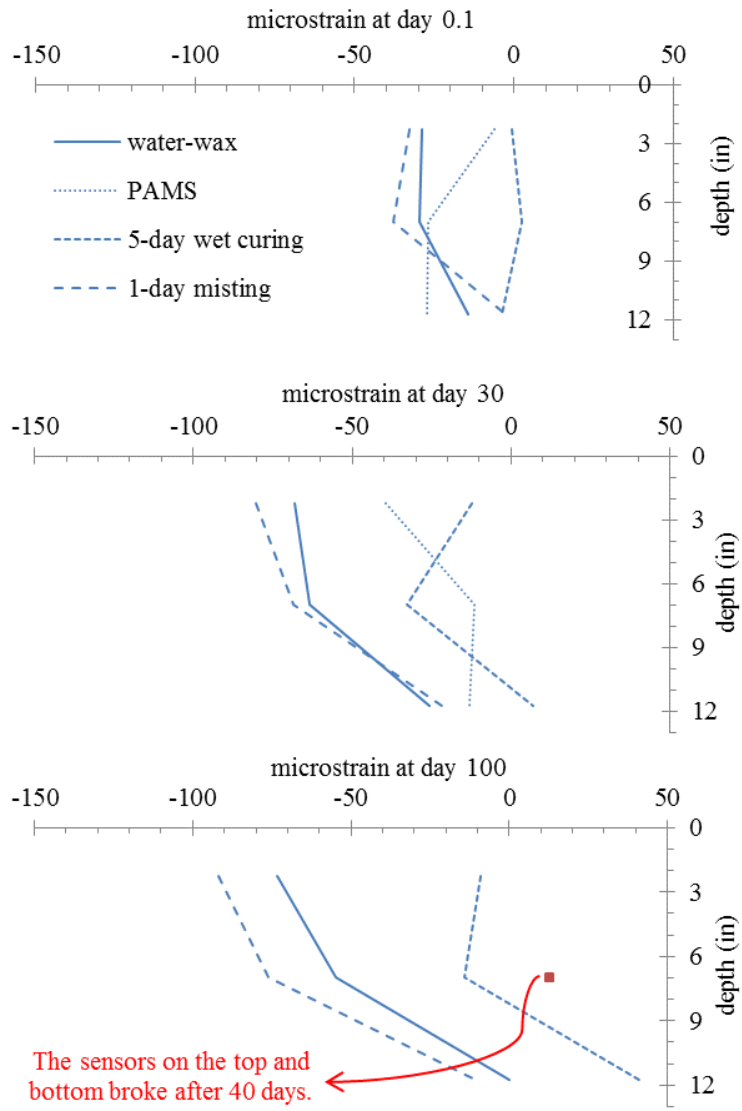 microstrain at day 0.1
-150 -100 -50 0 50
0
3
6
9
12
depth (in)
water-wax
PAMS
5-day wet curing
1-day misting
microstrain at day 30
-150 -100 -50 0 50
0
3
6
9
12
depth (in)
microstrain at day 100
-150 -100 -50 0 50
0
3
6
9
12
depth (in)
The sensors on the top and
bottom broke after 40 days.